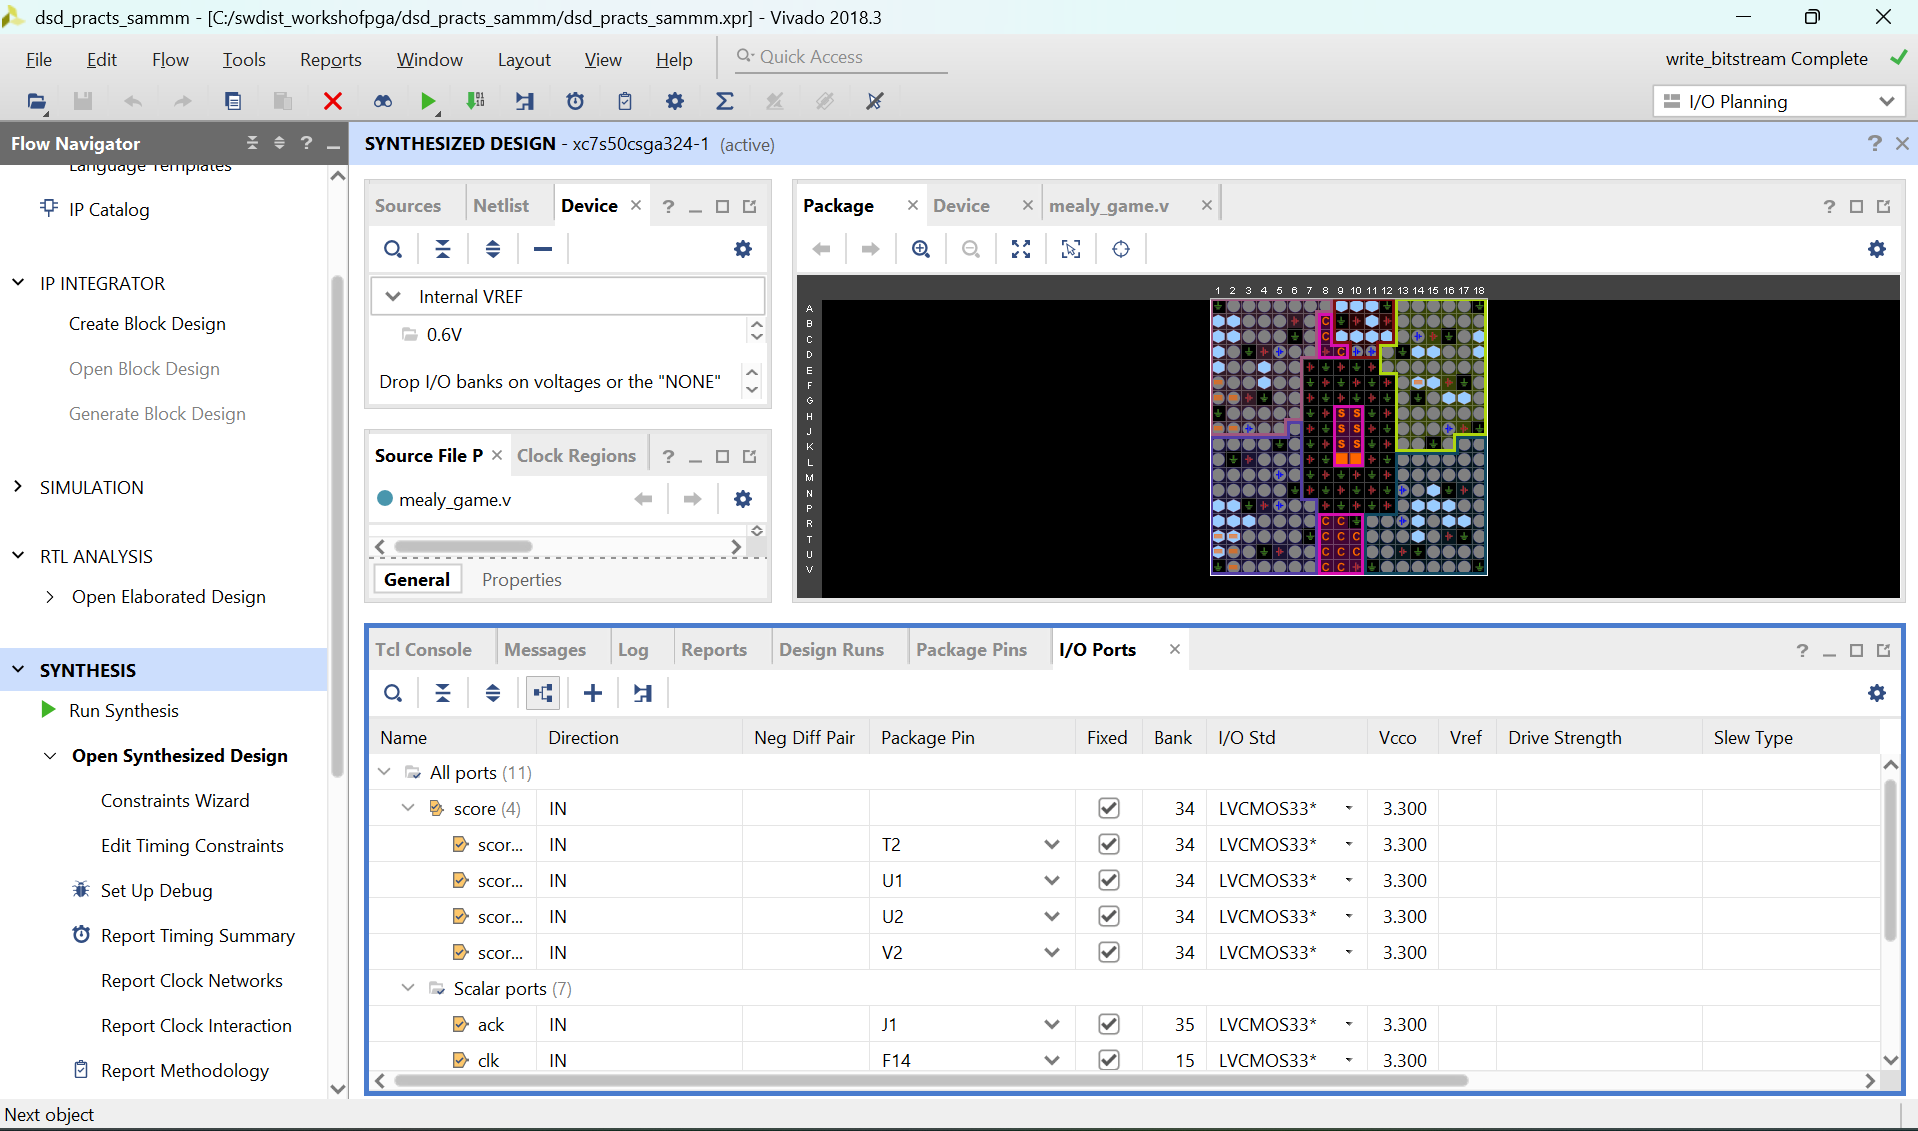 dsd_practs_sammm - [C:/swdist_workshofpga/dsd_practs_sammm/dsd_practs_sammm.xpr] - Vivado 2018.3
File Edit Flow Tools Reports Window Layout View Help Quick Access write_bitstream Complete
I/O Planning
Flow Navigator
SYNTHESIZED DESIGN - xc7s50csga324-1 (active)
Language Templates
IP Catalog
IP INTEGRATOR
Create Block Design
Open Block Design
Generate Block Design
SIMULATION
RTL ANALYSIS
Open Elaborated Design
SYNTHESIS
Run Synthesis
Open Synthesized Design
Constraints Wizard
Edit Timing Constraints
Set Up Debug
Report Timing Summary
Report Clock Networks
Report Clock Interaction
Report Methodology
Sources Netlist Device
Internal VREF
0.6V
Drop I/O banks on voltages or the "NONE"
Source File P Clock Regions
mealy_game.v
General Properties
Package Device mealy_game.v
1 2 3 4 5 6 7 8 9 10 11 12 13 14 15 16 17 18
A
B
C
D
E
F
G
H
J
K
L
M
N
P
R
T
U
V
Tcl Console Messages Log Reports Design Runs Package Pins I/O Ports
Name Direction Neg Diff Pair Package Pin Fixed Bank I/O Std Vcco Vref Drive Strength Slew Type
All ports (11)
score (4) IN 34 LVCMOS33* 3.300
scor... IN T2 34 LVCMOS33* 3.300
scor... IN U1 34 LVCMOS33* 3.300
scor... IN U2 34 LVCMOS33* 3.300
scor... IN V2 34 LVCMOS33* 3.300
Scalar ports (7)
ack IN J1 35 LVCMOS33* 3.300
clk IN F14 15 LVCMOS33* 3.300
Next object